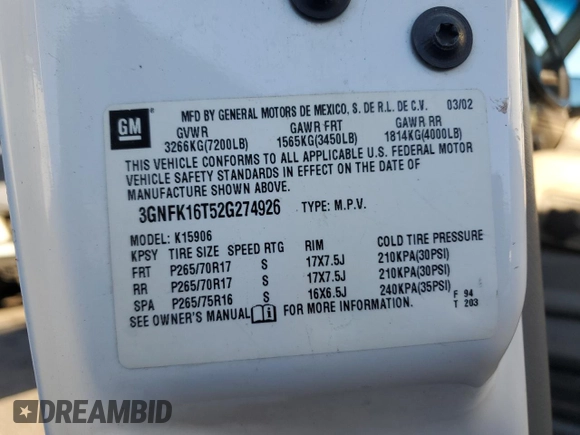 GM
MFD BY GENERAL MOTORS DE MEXICO, S. DE R.L. DE C.V. 03/02
GVWR GAWR FRT GAWR RR
3266KG(7200LB) 1565KG(3450LB) 1814KG(4000LB)
THIS VEHICLE CONFORMS TO ALL APPLICABLE U.S. FEDERAL MOTOR
VEHICLE SAFETY STANDARDS IN EFFECT ON THE DATE OF
MANUFACTURE SHOWN ABOVE.
3GNFK16T52G274926 TYPE: M.P.V.
MODEL: K15906
KPSY TIRE SIZE SPEED RTG RIM COLD TIRE PRESSURE
FRT P265/70R17 S 17X7.5J 210KPA(30PSI)
RR P265/70R17 S 17X7.5J 210KPA(30PSI)
SPA P265/75R16 S 16X6.5J 240KPA(35PSI)
SEE OWNER'S MANUAL FOR MORE INFORMATION.
F 94
T 203
DREAMBID